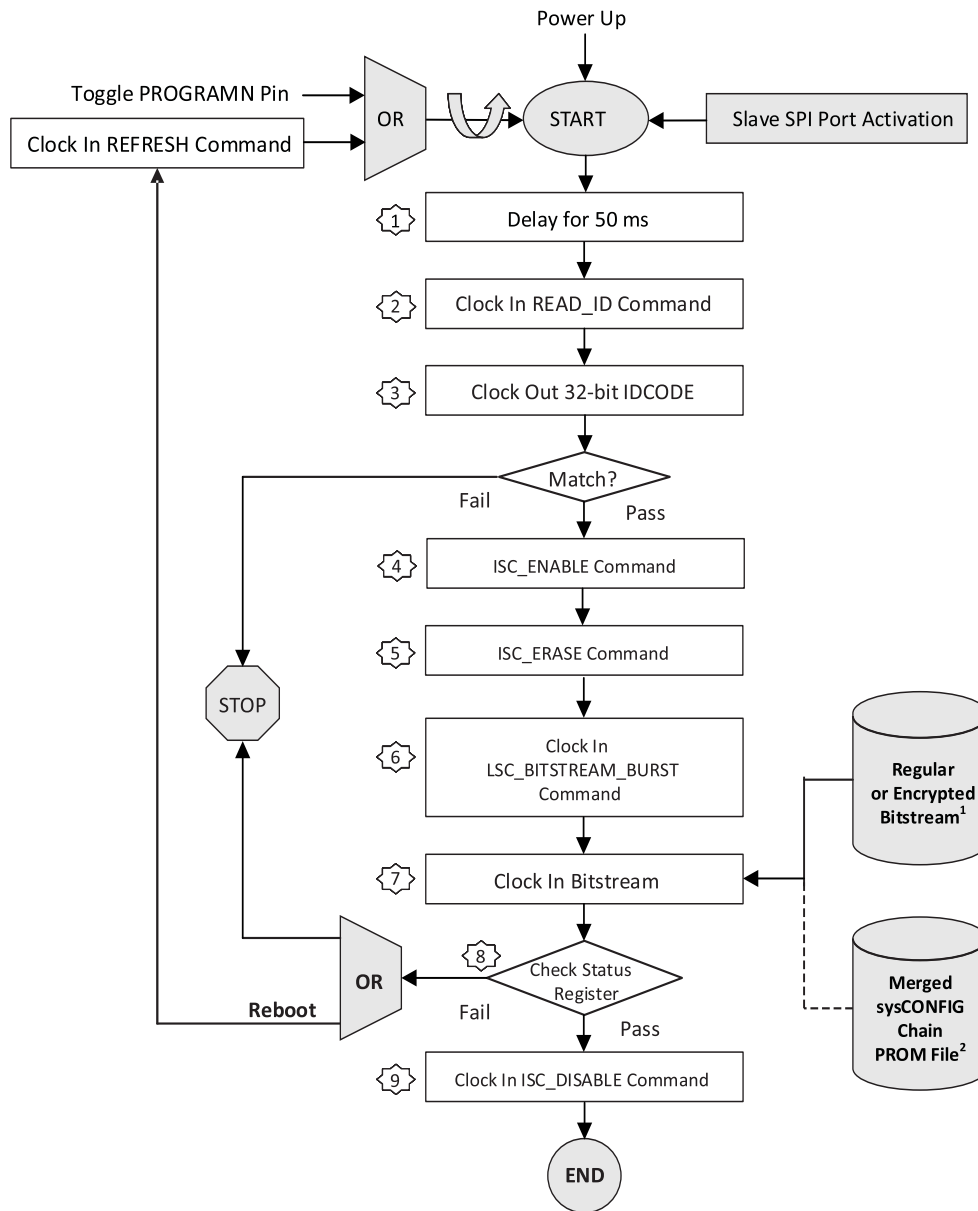 Power Up
Toggle PROGRAMN Pin
OR
START
Slave SPI Port Activation
Clock In REFRESH Command
1
Delay for 50 ms
2
Clock In READ_ID Command
3
Clock Out 32-bit IDCODE
Match?
Fail
Pass
4
ISC_ENABLE Command
5
ISC_ERASE Command
STOP
6
Clock In
LSC_BITSTREAM_BURST
Command
Regular
or Encrypted
Bitstream1
7
Clock In Bitstream
8
Check Status
Register
OR
Reboot
Fail
Pass
Merged
sysCONFIG
Chain
PROM File2
9
Clock In ISC_DISABLE Command
END